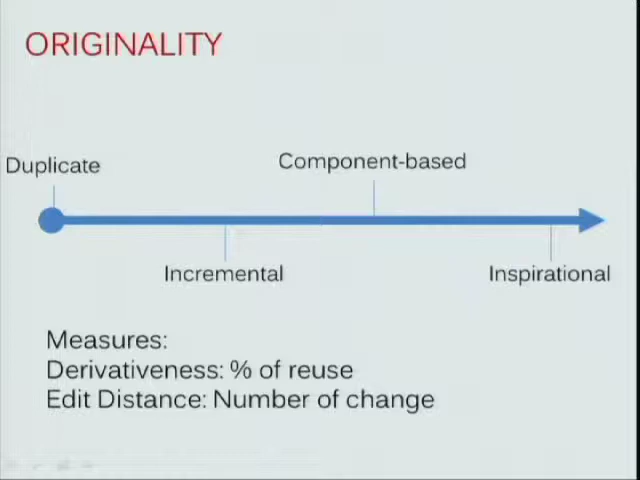 ORIGINALITY
Duplicate
Component-based
Incremental
Inspirational
Measures:
Derivativeness: % of reuse
Edit Distance: Number of change